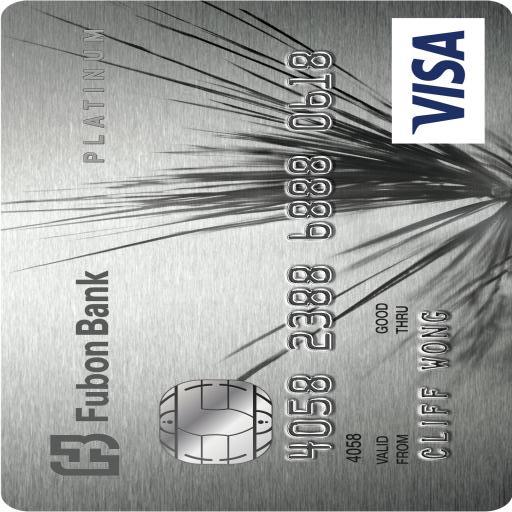 Fubon Bank
PLATINUM
4058 2388 6888 0618
4058
VALID FROM
GOOD THRU
CLIFF WONG
VISA